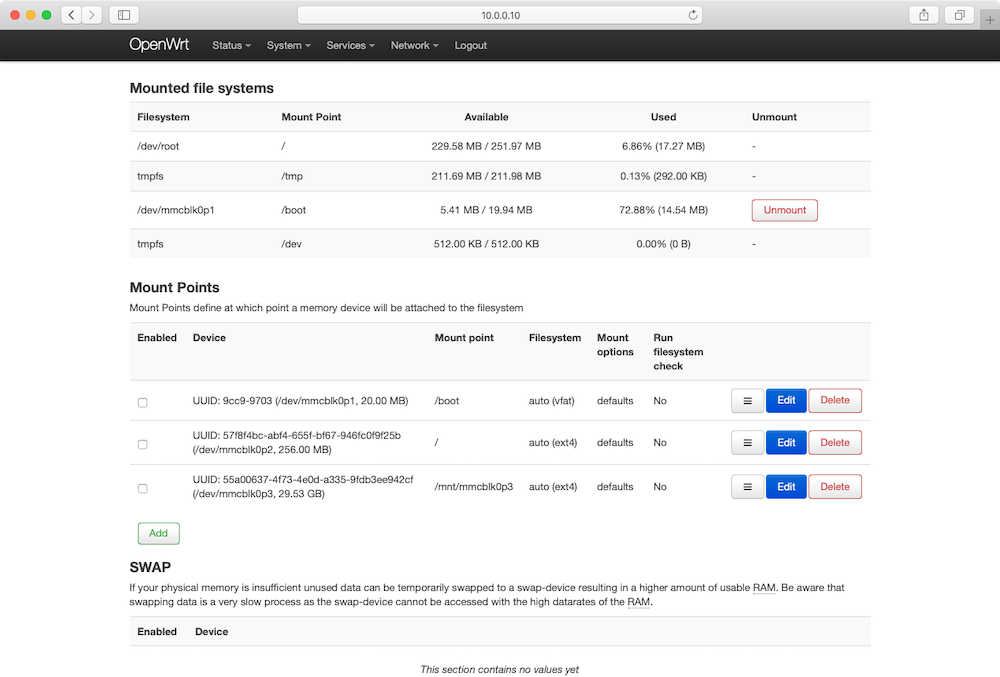 10.0.0.10
OpenWrt Status System Services Network Logout
Mounted file systems
Filesystem Mount Point Available Used Unmount
/dev/root / 229.58 MB / 251.97 MB 6.86% (17.27 MB) -
tmpfs /tmp 211.69 MB / 211.98 MB 0.13% (292.00 KB) -
/dev/mmcblk0p1 /boot 5.41 MB / 19.94 MB 72.88% (14.54 MB) Unmount
tmpfs /dev 512.00 KB / 512.00 KB 0.00% (0 B) -
Mount Points
Mount Points define at which point a memory device will be attached to the filesystem
Enabled Device Mount point Filesystem Mount options Run filesystem check
UUID: 9cc9-9703 (/dev/mmcblk0p1, 20.00 MB) /boot auto (vfat) defaults No ≡ Edit Delete
UUID: 57f8f4bc-abf4-655f-bf67-946fc0f9f25b
(/dev/mmcblk0p2, 256.00 MB) / auto (ext4) defaults No ≡ Edit Delete
UUID: 55a00637-4f73-4e0d-a335-9fdb3ee942cf
(/dev/mmcblk0p3, 29.53 GB) /mnt/mmcblk0p3 auto (ext4) defaults No ≡ Edit Delete
Add
SWAP
If your physical memory is insufficient unused data can be temporarily swapped to a swap-device resulting in a higher amount of usable RAM. Be aware that
swapping data is a very slow process as the swap-device cannot be accessed with the high datarates of the RAM.
Enabled Device
This section contains no values yet